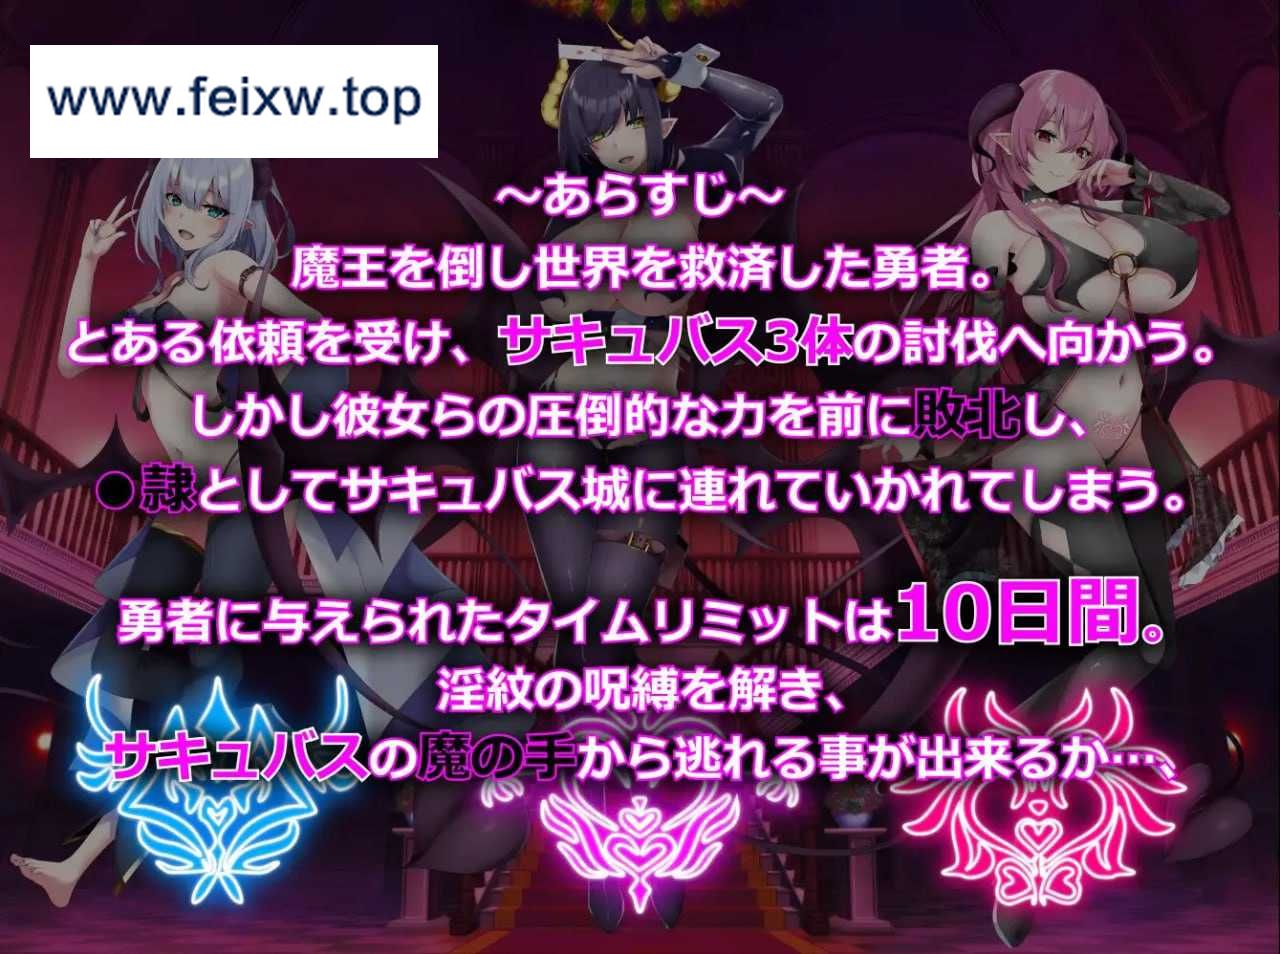 www.feixw.top
～あらすじ～
魔王を倒し世界を救済した勇者。
とある依頼を受け、サキュバス3体の討伐へ向かう。
しかし彼女らの圧倒的な力を前に敗北し、
●隷としてサキュバス城に連れていかれてしまう。
勇者に与えられたタイムリミットは10日間。
淫紋の呪縛を解き、
サキュバスの魔の手から逃れる事が出来るか…、